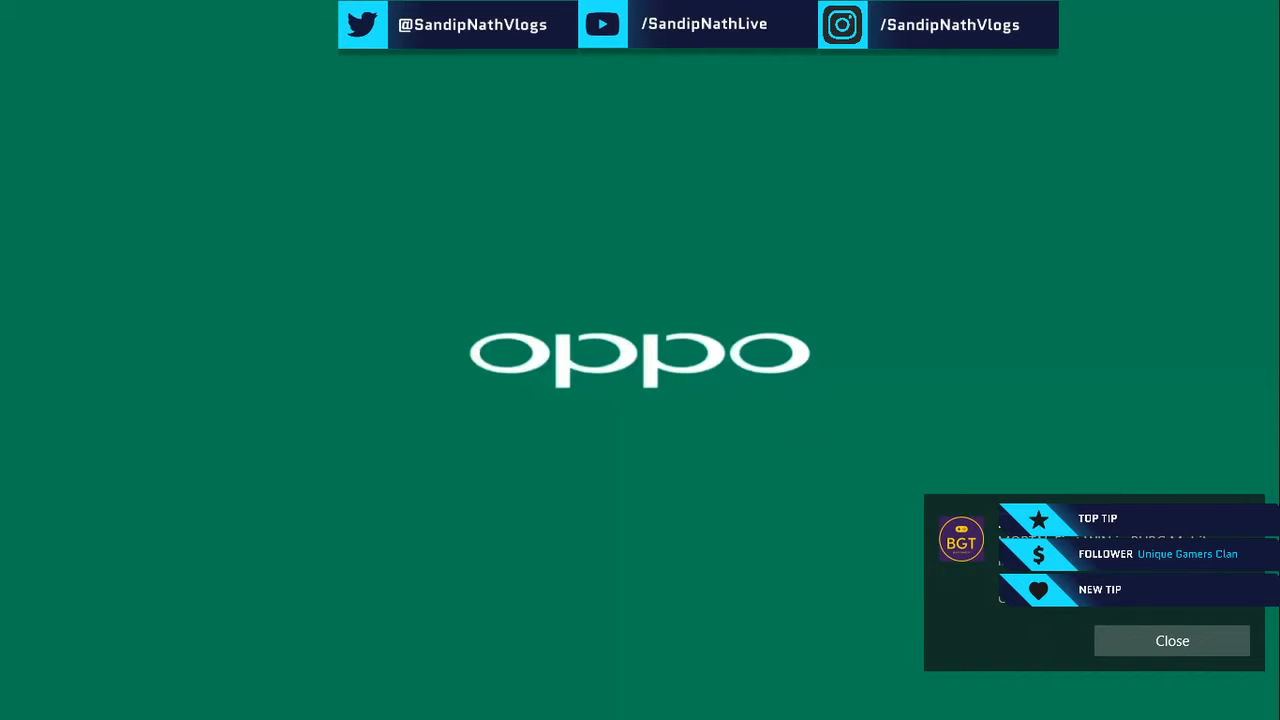 @SandipNathVlogs
/SandipNathLive
/SandipNathVlogs
oppo
BGT
TOP TIP
FOLLOWER Unique Gamers Clan
NEW TIP
Close